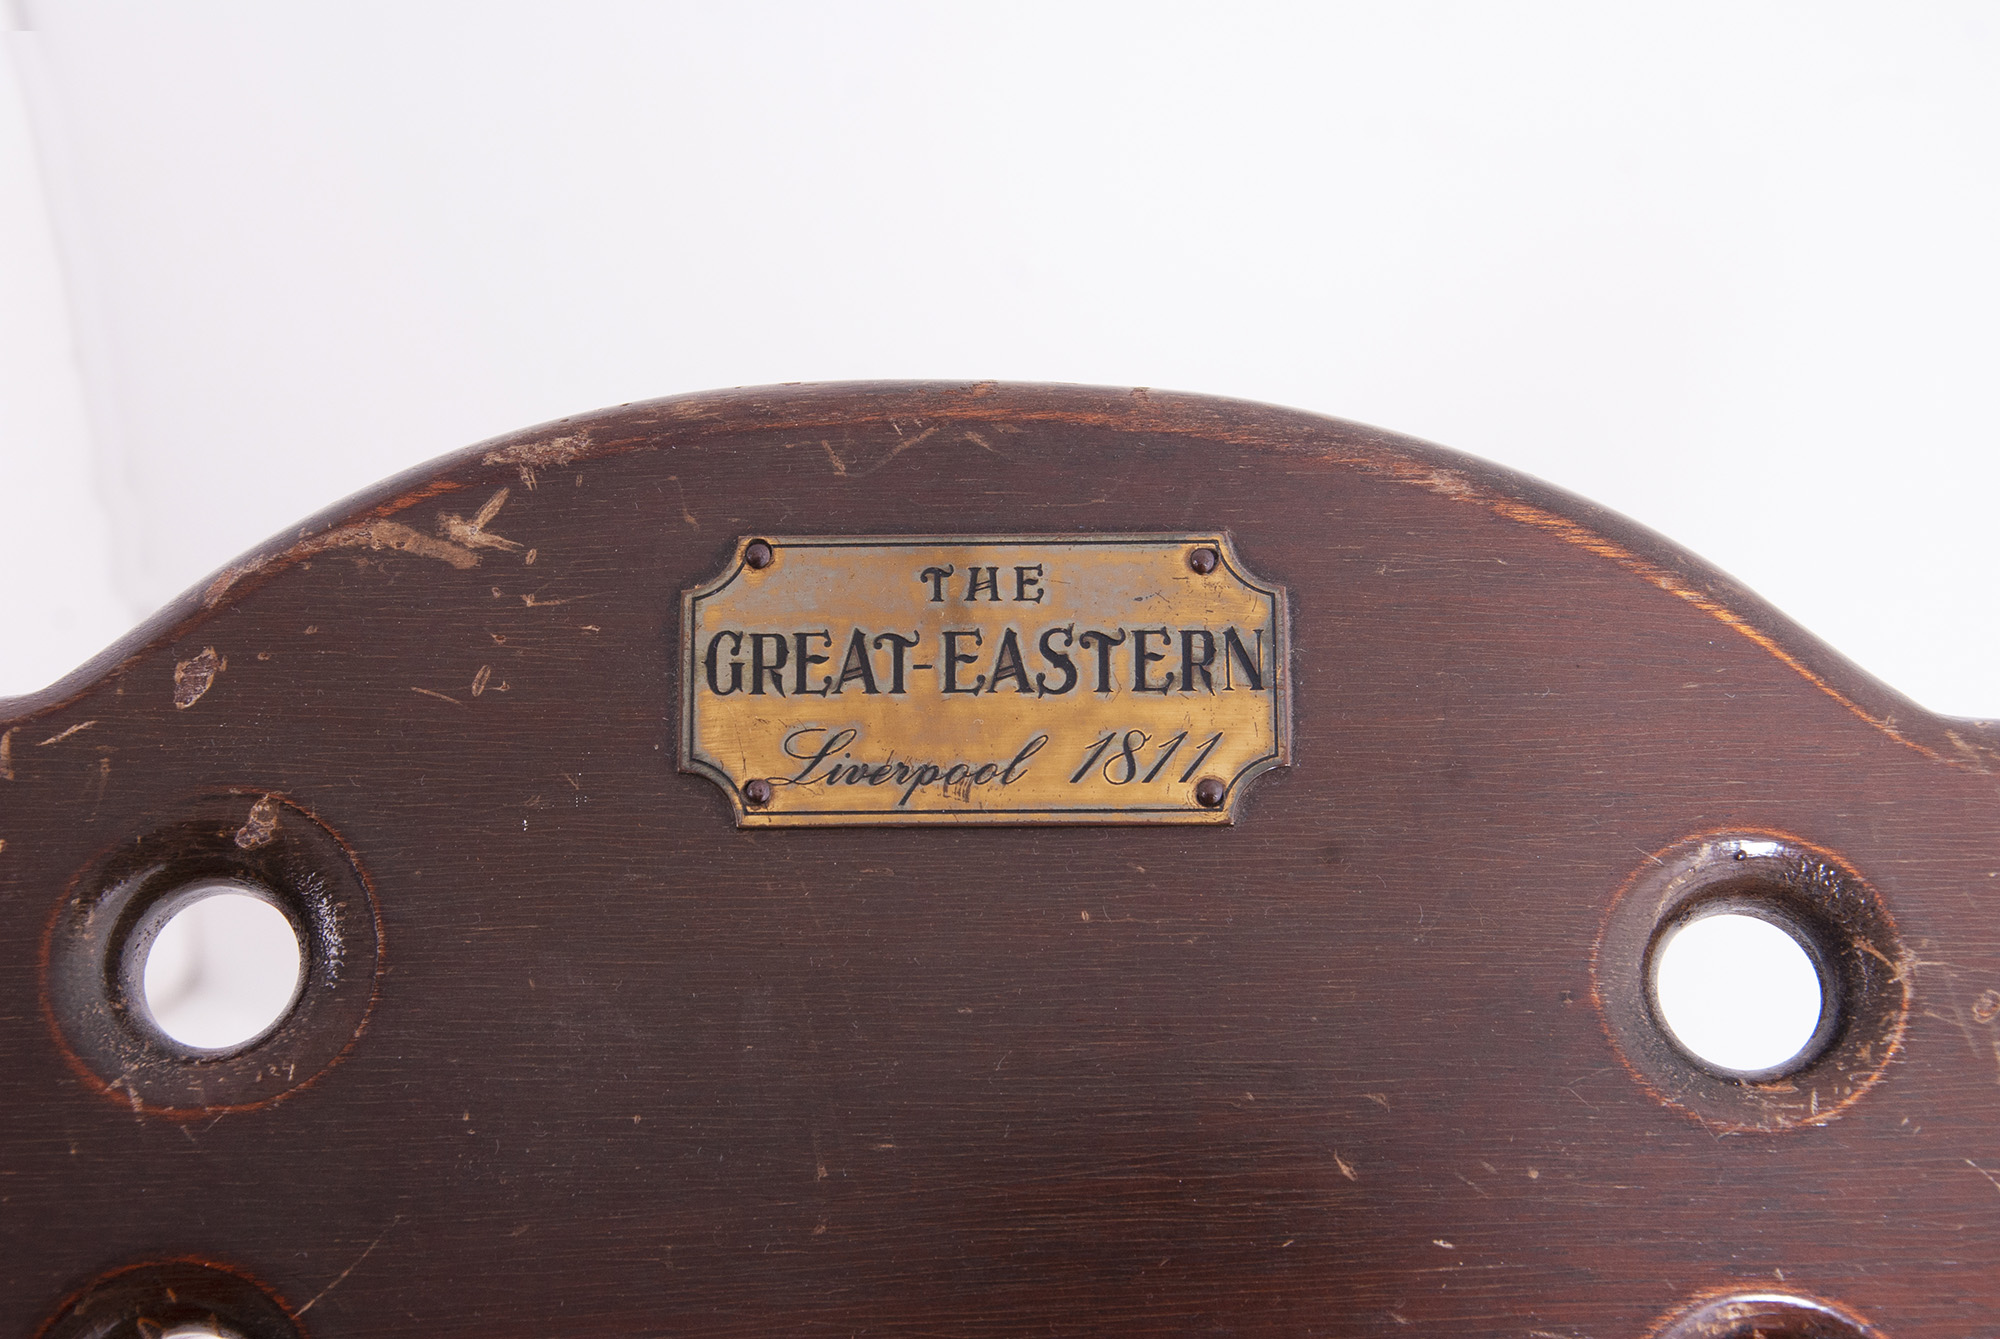 THE
GREAT-EASTERN
Liverpool 1811